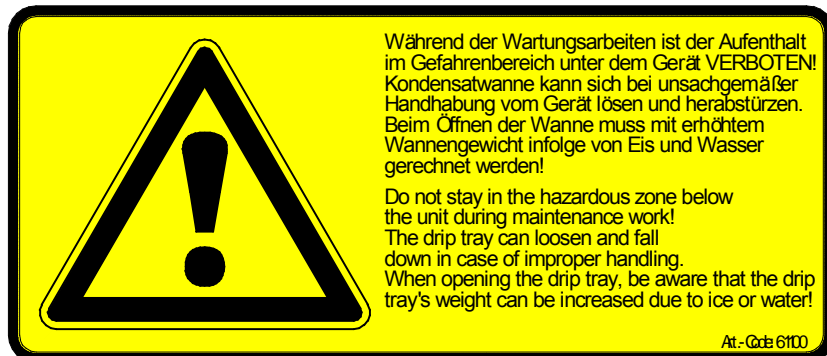 Während der Wartungsarbeiten ist der Aufenthalt
im Gefahrenbereich unter dem Gerät VERBOTEN!
Kondensatwanne kann sich bei unsachgemäßer
Handhabung vom Gerät lösen und herabstürzen.
Beim Öffnen der Wanne muss mit erhöhtem
Wannengewicht infolge von Eis und Wasser
gerechnet werden!
Do not stay in the hazardous zone below
the unit during maintenance work!
The drip tray can loosen and fall
down in case of improper handling.
When opening the drip tray, be aware that the drip
tray's weight can be increased due to ice or water!
Art.-Code 61100